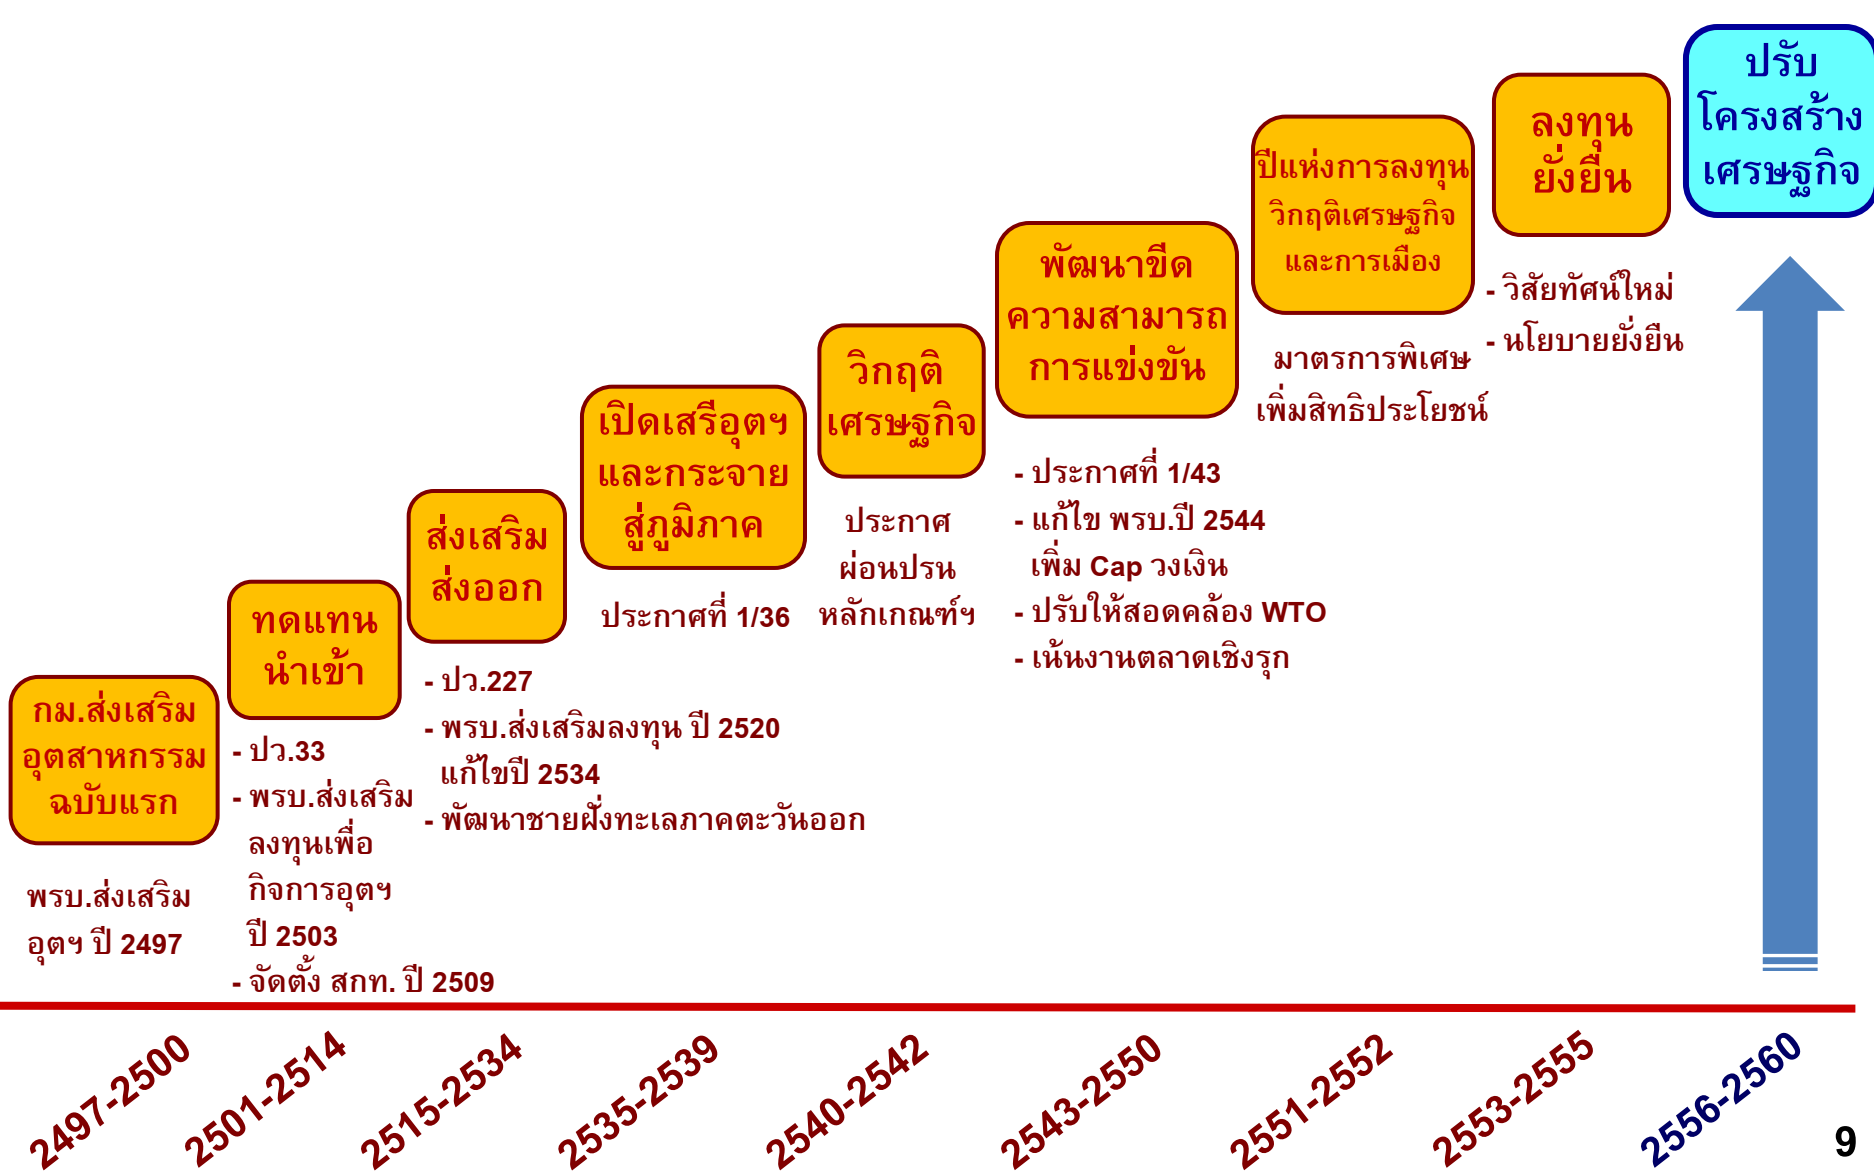 กม.ส่งเสริม
อุตสาหกรรม
ฉบับแรก
พรบ.ส่งเสริม
อุตฯ ปี 2497
ทดแทน
นำเข้า
- ปว.33
- พรบ.ส่งเสริม
ลงทุนเพื่อ
กิจการอุตฯ
ปี 2503
- จัดตั้ง สกท. ปี 2509
ส่งเสริม
ส่งออก
- ปว.227
- พรบ.ส่งเสริมลงทุน ปี 2520
แก้ไขปี 2534
- พัฒนาชายฝั่งทะเลภาคตะวันออก
เปิดเสรีอุตฯ
และกระจาย
สู่ภูมิภาค
ประกาศที่ 1/36
วิกฤติ
เศรษฐกิจ
ประกาศ
ผ่อนปรน
หลักเกณฑ์ฯ
พัฒนาขีด
ความสามารถ
การแข่งขัน
- ประกาศที่ 1/43
- แก้ไข พรบ.ปี 2544
เพิ่ม Cap วงเงิน
- ปรับให้สอดคล้อง WTO
- เน้นงานตลาดเชิงรุก
ปีแห่งการลงทุน
วิกฤติเศรษฐกิจ
และการเมือง
มาตรการพิเศษ
เพิ่มสิทธิประโยชน์
ลงทุน
ยั่งยืน
- วิสัยทัศน์ใหม่
- นโยบายยั่งยืน
ปรับ
โครงสร้าง
เศรษฐกิจ
2497-2500
2501-2514
2515-2534
2535-2539
2540-2542
2543-2550
2551-2552
2553-2555
2556-2560
9